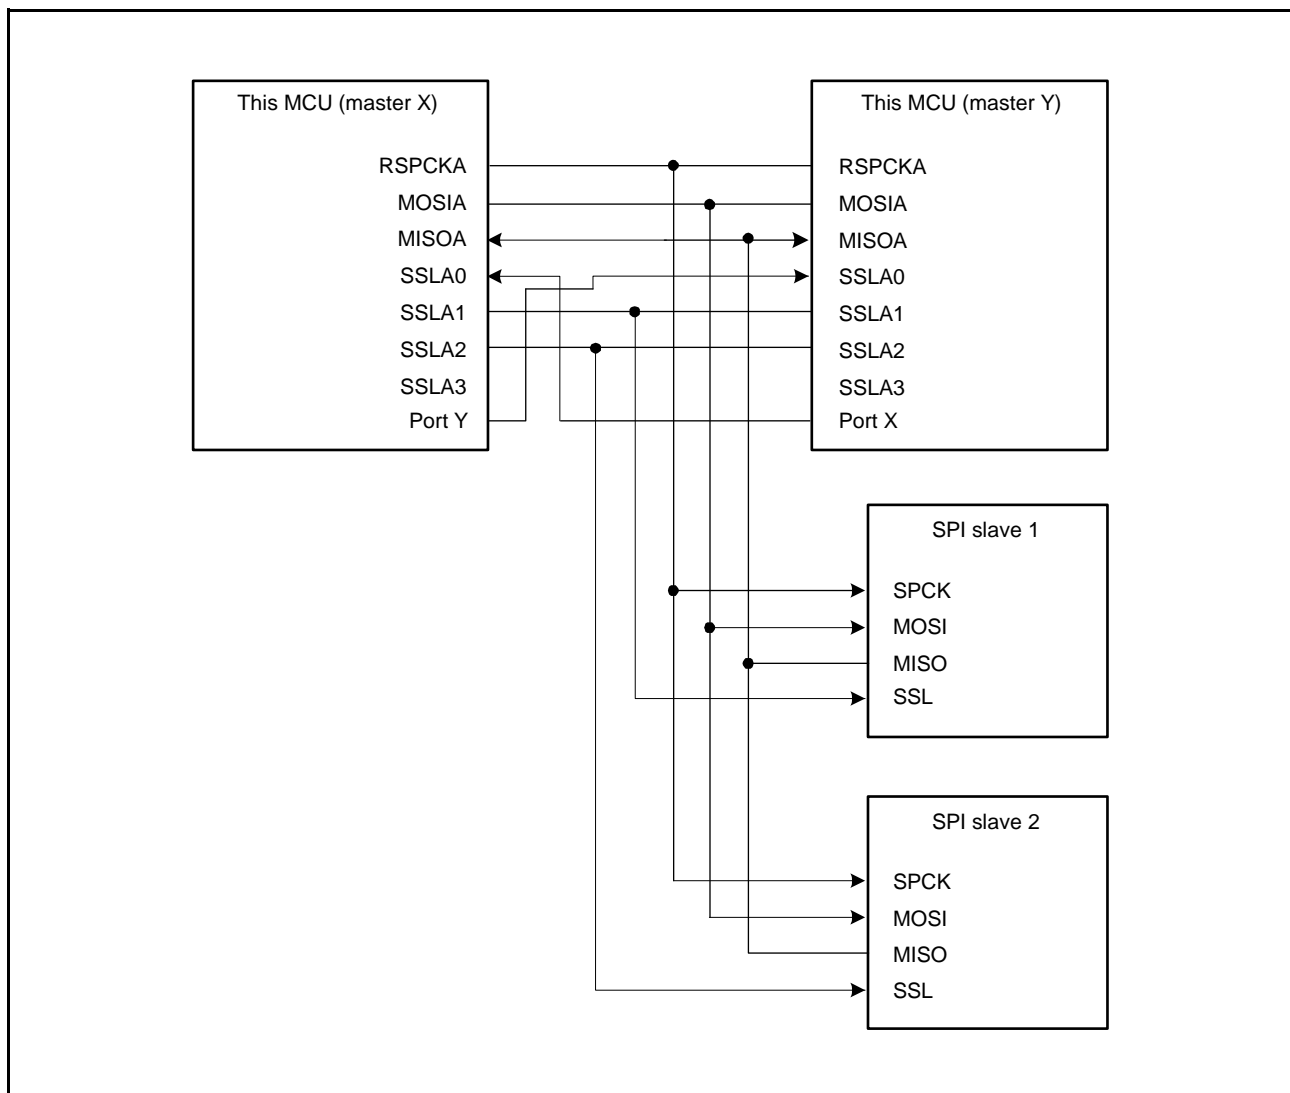 This MCU (master X)
RSPCKA
MOSIA
MISOA
SSLA0
SSLA1
SSLA2
SSLA3
Port Y
This MCU (master Y)
RSPCKA
MOSIA
MISOA
SSLA0
SSLA1
SSLA2
SSLA3
Port X
SPI slave 1
SPCK
MOSI
MISO
SSL
SPI slave 2
SPCK
MOSI
MISO
SSL